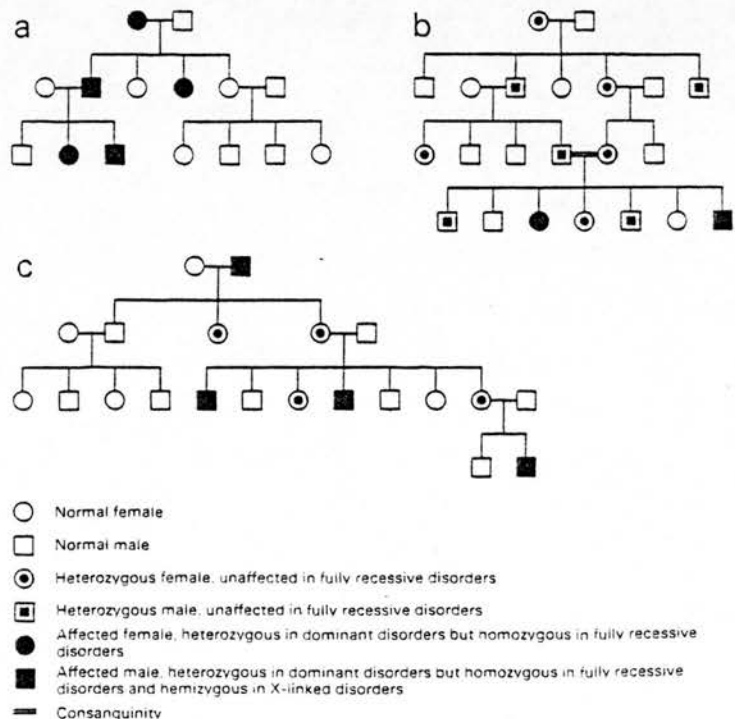 a
b
c
Normal female
Normal male
Heterozygous female, unaffected in fully recessive disorders
Heterozygous male, unaffected in fully recessive disorders
Affected female, heterozygous in dominant disorders but homozygous in fully recessive
disorders
Affected male, heterozygous in dominant disorders but homozygous in fully recessive
disorders and hemizygous in X-linked disorders
Consanguinity